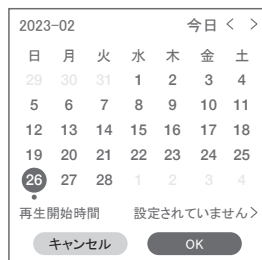 2023-02 今日 < >
日 月 火 水 木 金 土
29 30 31 1 2 3 4
5 6 7 8 9 10 11
12 13 14 15 16 17 18
19 20 21 22 23 24 25
26 27 28 1 2 3 4
再生開始時間 設定されていません>
キャンセル OK